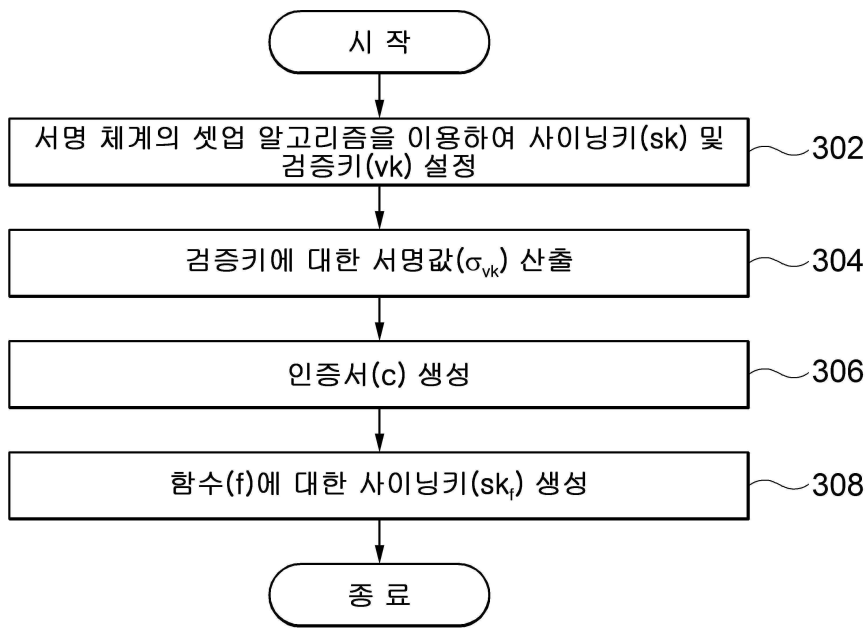 시 작
서명 체계의 셋업 알고리즘을 이용하여 사이닝키(sk) 및
검증키(vk) 설정
302
검증키에 대한 서명값(σvk) 산출
304
인증서(c) 생성
306
함수(f)에 대한 사이닝키(skf) 생성
308
종 료